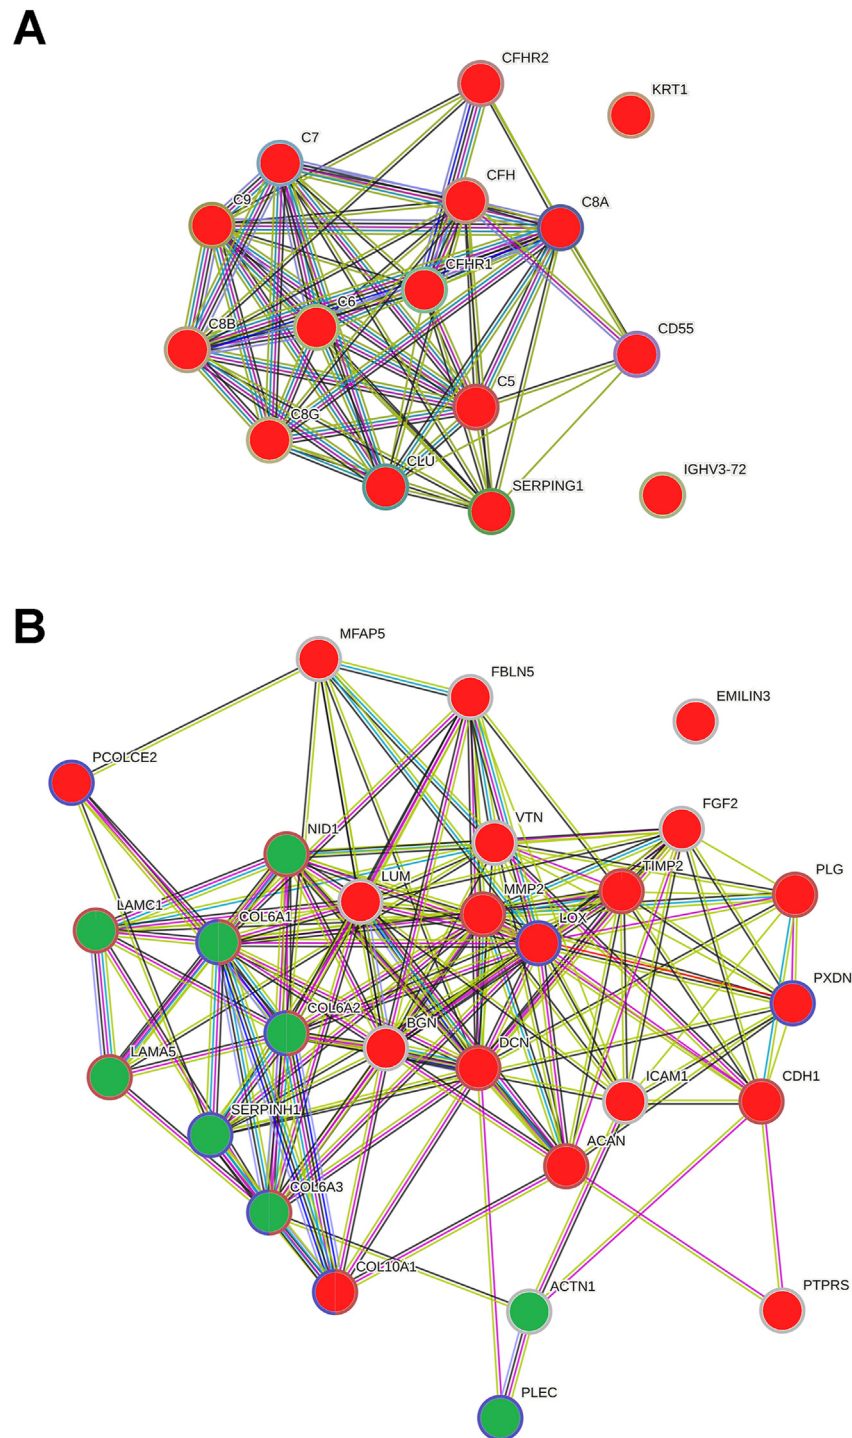 A
CFHR2
KRT1
C7
CFH
C9
C8A
CFHR1
C6
C8B
CD55
C5
C8G
CLU
IGHV3-72
SERPING1
B
MFAP5
FBLN5
EMILIN3
PCOLCE2
FGF2
VTN
NID1
TIMP2
PLG
LUM
MMP2
LAMC1
COL6A1
LOX
PXDN
COL6A2
BGN
DCN
LAMA5
ICAM1
CDH1
SERPINH1
ACAN
COL6A3
COL10A1
ACTN1
PTPRS
PLEC